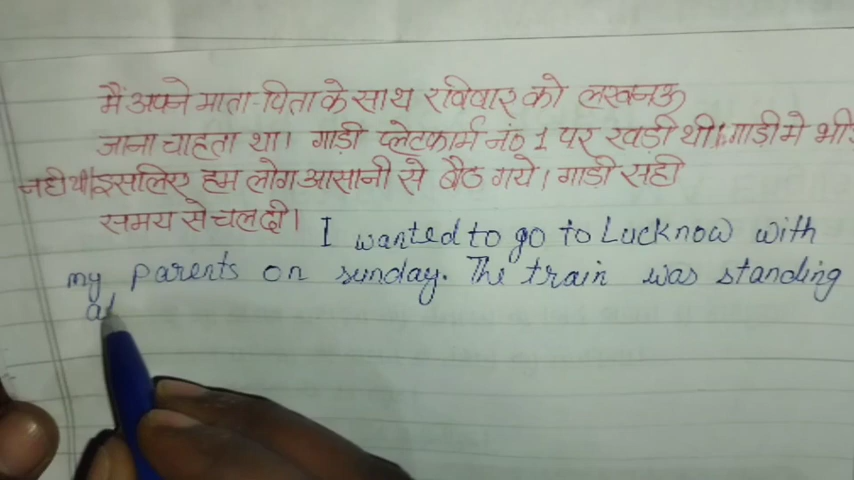 मैं अपने माता-पिता के साथ रविवार को लखनऊ
जाना चाहता था। गाड़ी प्लेटफार्म नं० 1 पर खड़ी थी। गाड़ी मे
नही थी। इसलिए हम लोग आसानी से बैठ गये। गाड़ी सही
समय से चल दी। I wanted to go to Lucknow with
my parents on sunday. The train was standing